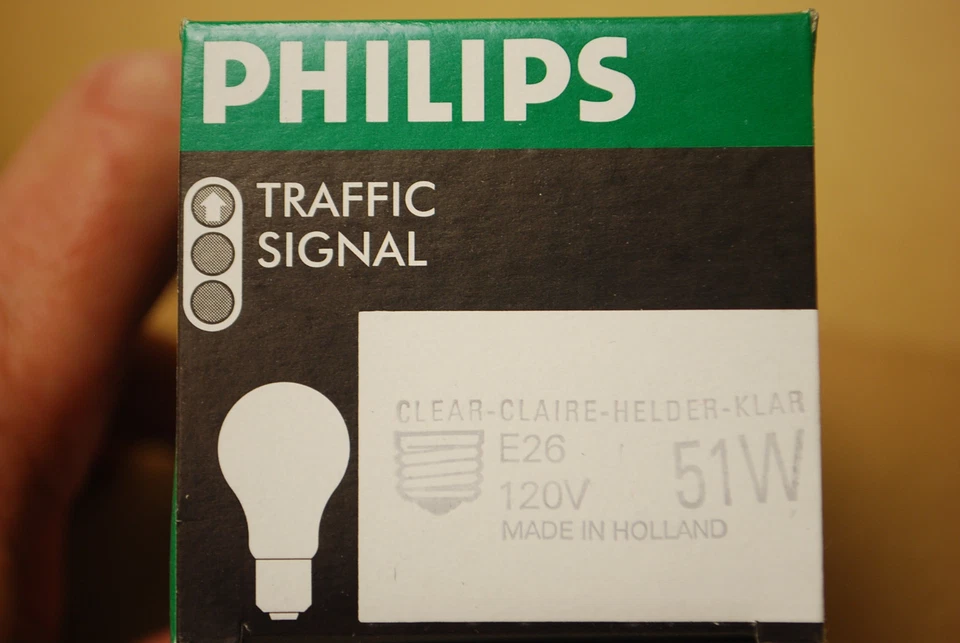 PHILIPS
TRAFFIC
SIGNAL
CLEAR-CLAIRE-HELDER-KLAR
E26
51W
120V
MADE IN HOLLAND